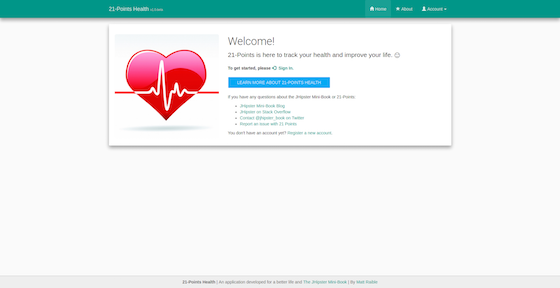 21-Points Health
Home
About
Account
Welcome!
21-Points is here to track your health and improve your life. 😊
To get started, please Sign in.
LEARN MORE ABOUT 21-POINTS HEALTH
If you have any questions about the JHipster Mini-Book or 21-Points:
JHipster Mini-Book Blog
JHipster on Stack Overflow
Contact @jhipster_book on Twitter
Report an issue with 21-Points
You don't have an account yet? Register a new account.
21-Points Health | An application developed for a better life and The JHipster Mini-Book | By Matt Raible